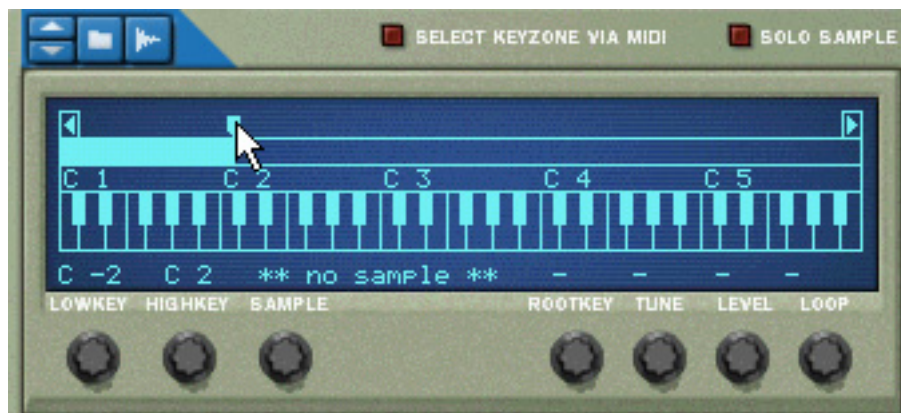 SELECT KEYZONE VIA MIDI SOLO SAMPLE
C 1 C 2 C 3 C 4 C 5
C -2 C 2 ** no sample ** - - - -
LOWKEY HIGHKEY SAMPLE ROOTKEY TUNE LEVEL LOOP